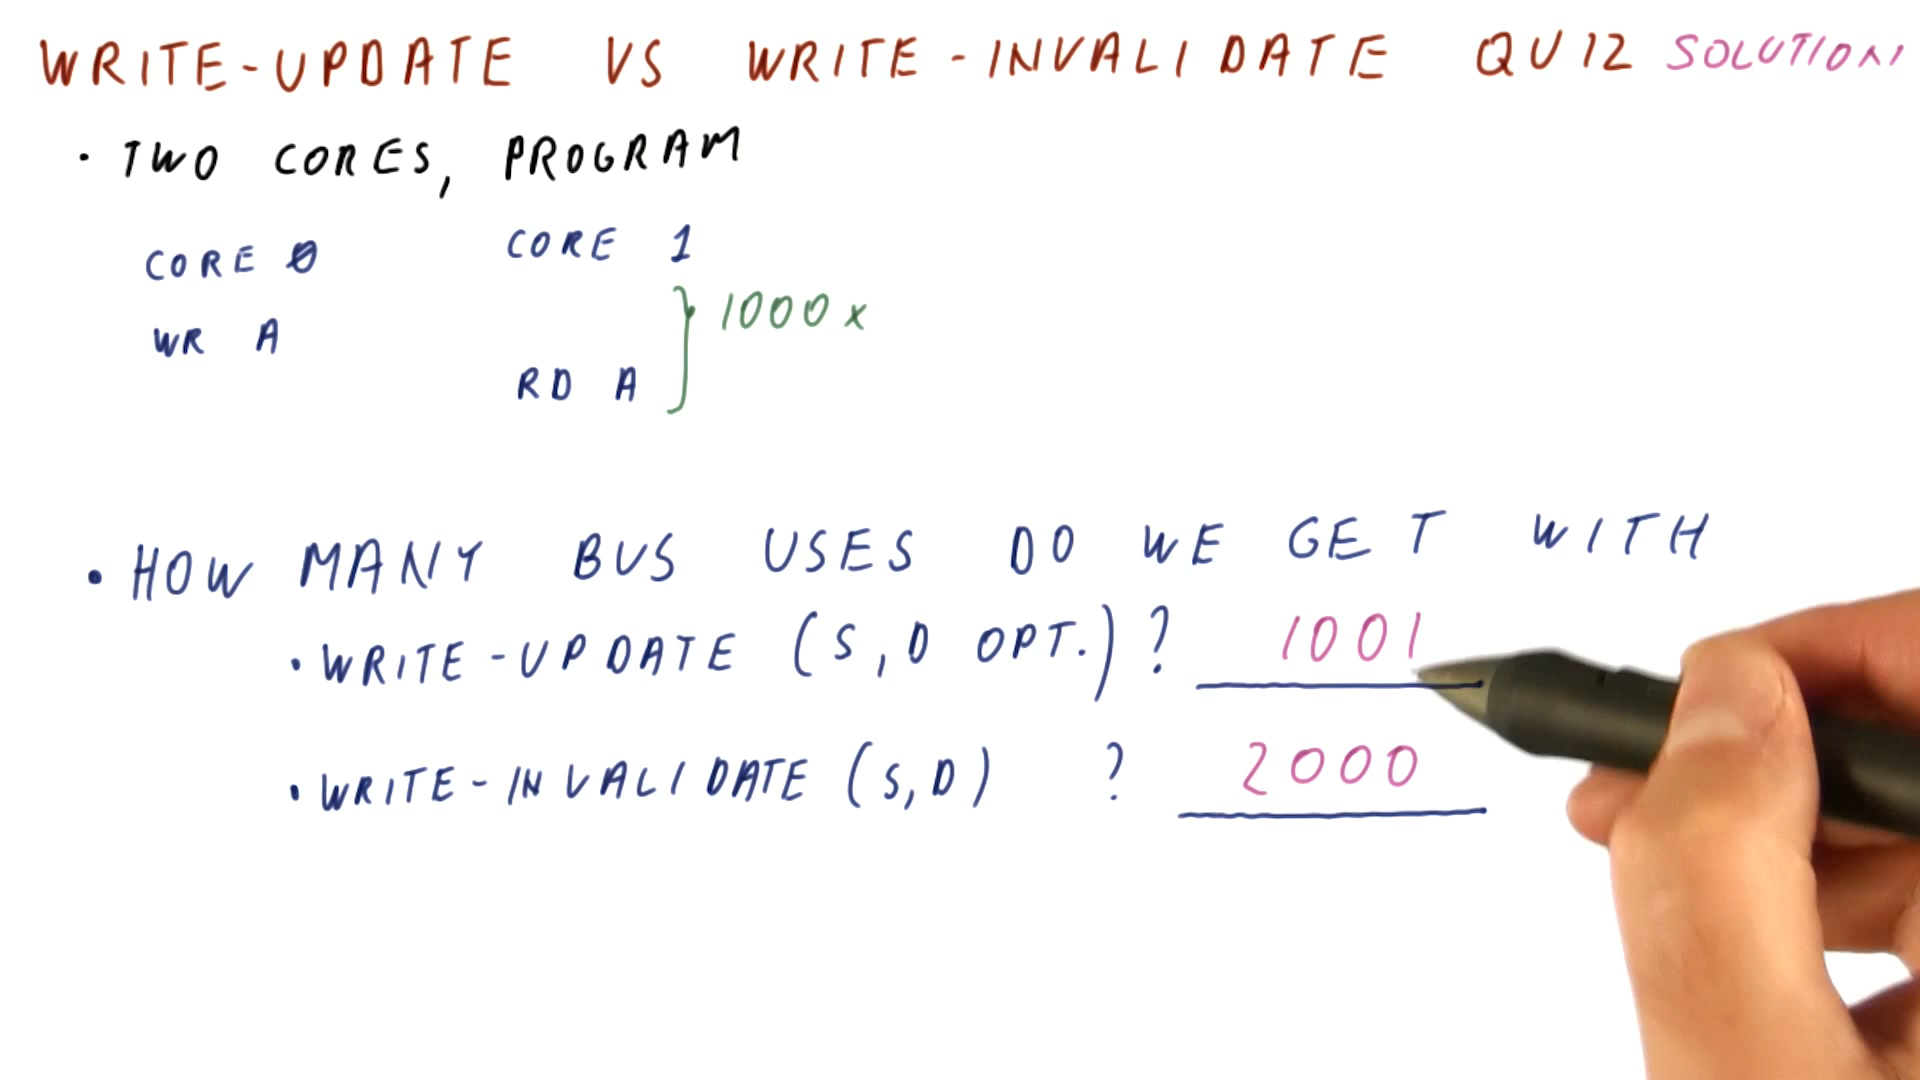 WRITE-UPDATE VS WRITE-INVALIDATE QUIZ SOLUTION
• TWO CORES, PROGRAM
CORE 0 CORE 1
WR A
} 1000x
RD A
• HOW MANY BUS USES DO WE GET WITH
• WRITE-UPDATE (S, D OPT.)? 1001
• WRITE-INVALIDATE (S, D) ? 2000